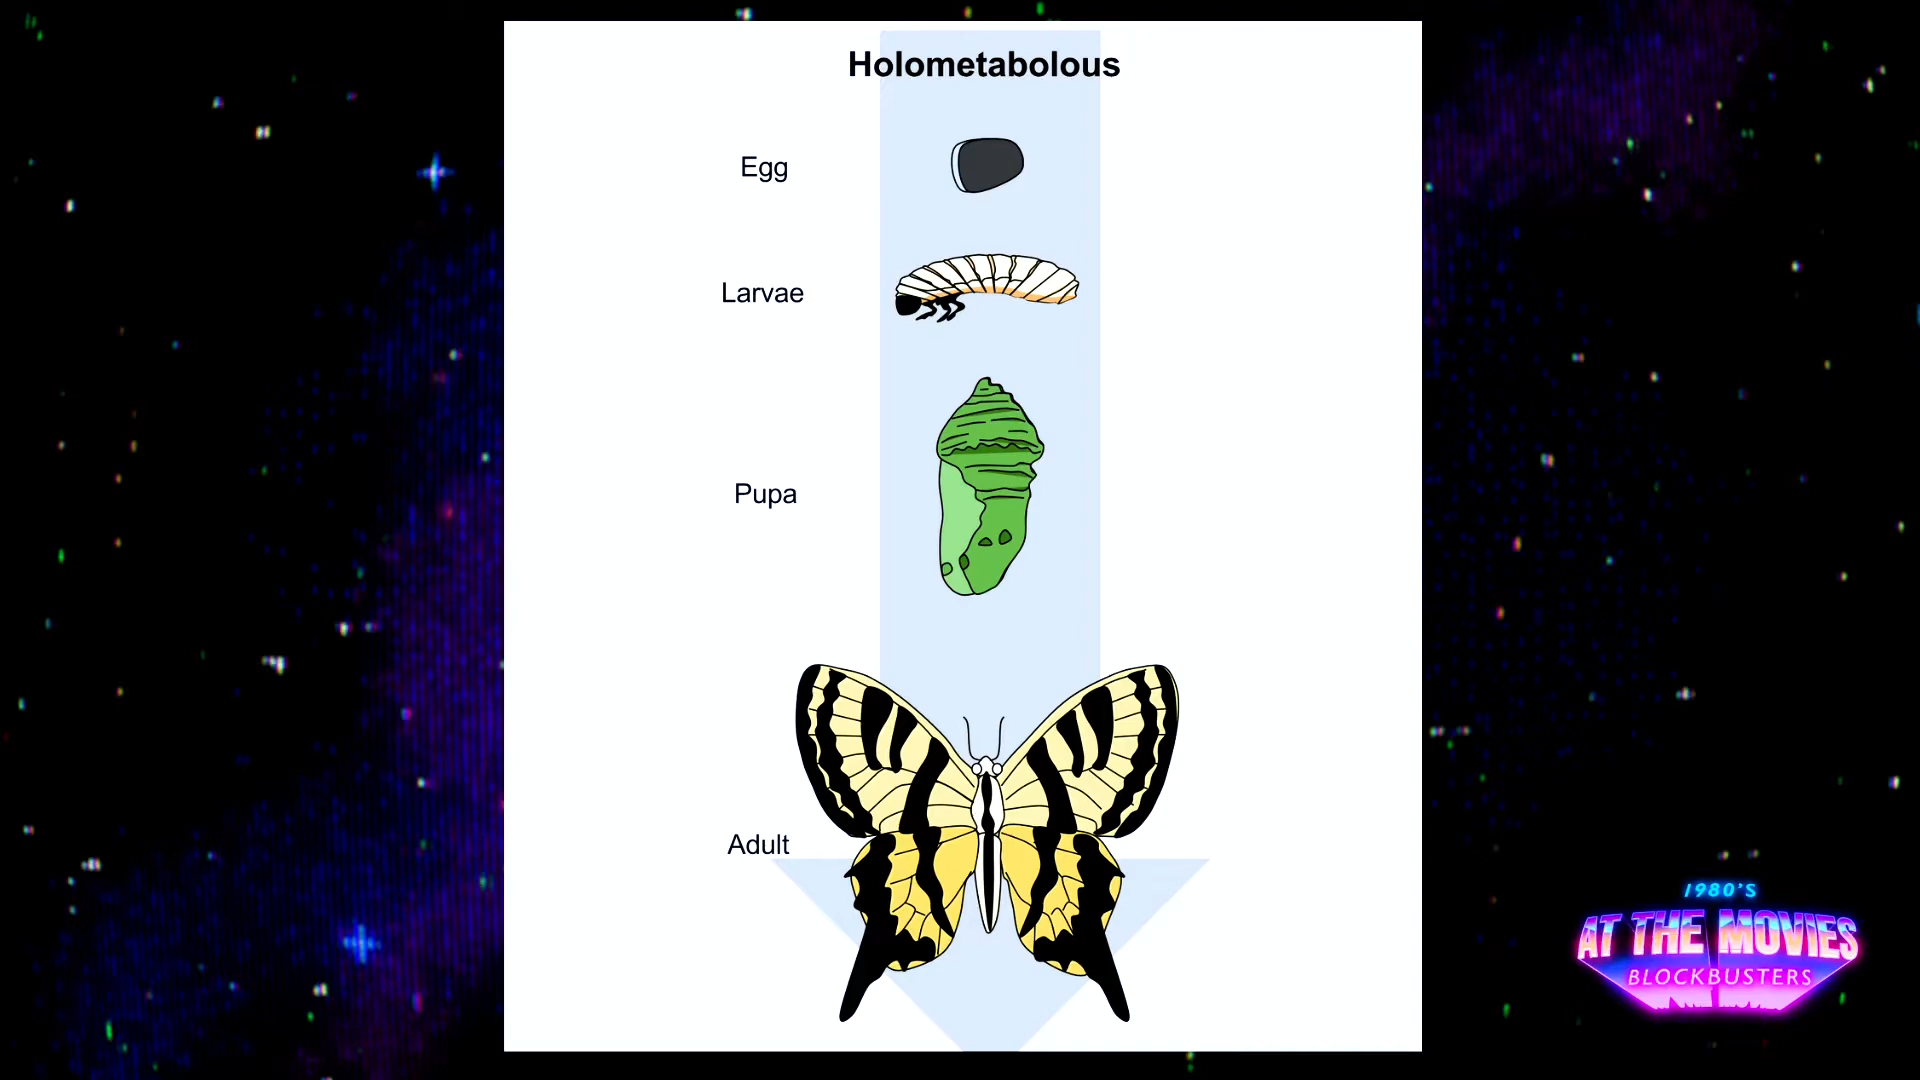 Holometabolous
Egg
Larvae
Pupa
Adult
1980'S
AT THE MOVIES
BLOCKBUSTERS